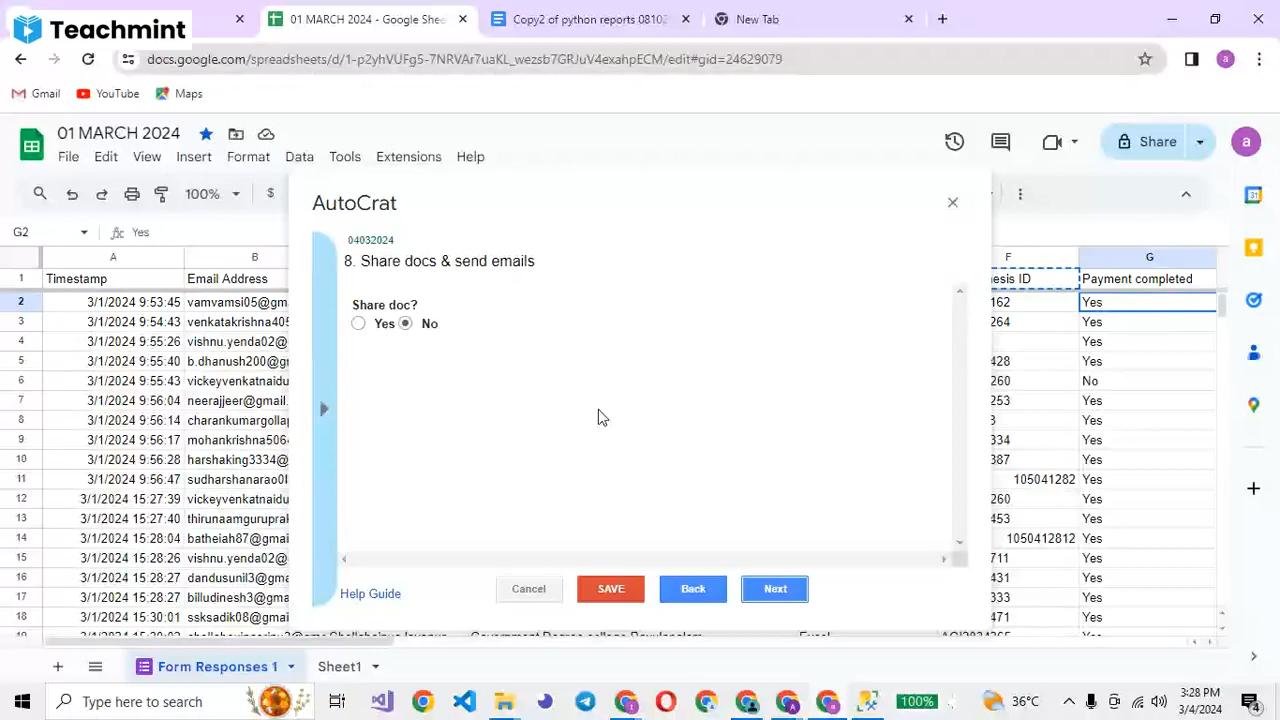 Teachmint
01 MARCH 2024 - Google Shee
Copy2 of python reports 08102
New Tab
docs.google.com/spreadsheets/d/1-p2yhVUFg5-7NRVAr7uaKL_wezsb7GRJuV4exahpECM/edit#gid=24629079
a
Gmail
YouTube
Maps
01 MARCH 2024
File
Edit
View
Insert
Format
Data
Tools
Extensions
Help
Share
a
100%
$
G2
fx
Yes
A B F G
1 Timestamp Email Address esis ID Payment completed
2 3/1/2024 9:53:45 vamvamsi05@gm 162 Yes
3 3/1/2024 9:54:43 venkatakrishna405 264 Yes
4 3/1/2024 9:55:26 vishnu.yenda02@ Yes
5 3/1/2024 9:55:40 b.dhanush200@g 428 Yes
6 3/1/2024 9:55:43 vickeyvenkatnaidu 260 No
7 3/1/2024 9:56:04 neerajjeer@gmail. 253 Yes
8 3/1/2024 9:56:14 charankumargollap Yes
9 3/1/2024 9:56:17 mohankrishna5064 334 Yes
10 3/1/2024 9:56:28 harshaking3334@ 387 Yes
11 3/1/2024 9:56:47 sudharshanarao0l 105041282 Yes
12 3/1/2024 15:27:39 vickeyvenkatnaidu 260 Yes
13 3/1/2024 15:27:40 thirunaamguruprak 453 Yes
14 3/1/2024 15:28:04 batheiah87@gmai 1050412812 Yes
15 3/1/2024 15:28:26 vishnu.yenda02@ 711 Yes
16 3/1/2024 15:28:26 dandusunil3@gma 431 Yes
17 3/1/2024 15:28:27 billudinesh3@gma 333 Yes
18 3/1/2024 15:30:01 ssksadik08@gmai 471 Yes
AutoCrat
04032024
8. Share docs & send emails
Share doc?
Yes
No
Help Guide
Cancel
SAVE
Back
Next
Form Responses 1
Sheet1
Type here to search
100%
36°C
3:28 PM
3/4/2024
4